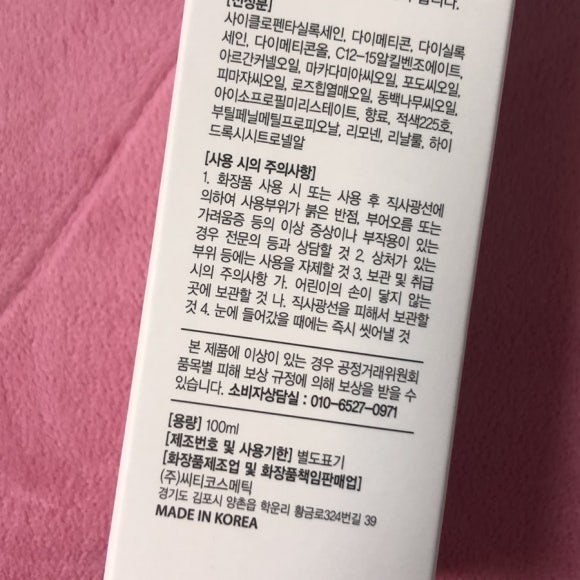 니다.
[전성분]
사이클로펜타실록세인, 다이메티콘, 다이실록
세인, 다이메티콘올, C12-15알킬벤조에이트,
아르간커넬오일, 마카다미아씨오일, 포도씨오일,
피마자씨오일, 로즈힙열매오일, 동백나무씨오일,
아이소프로필미리스테이트, 향료, 적색225호,
부틸페닐메틸프로피오날, 리모넨, 리날룰, 하이
드록시시트로넬알
[사용 시의 주의사항]
1. 화장품 사용 시 또는 사용 후 직사광선에
의하여 사용부위가 붉은 반점, 부어오름 또는
가려움증 등의 이상 증상이나 부작용이 있는
경우 전문의 등과 상담할 것 2. 상처가 있는
부위 등에는 사용을 자제할 것 3. 보관 및 취급
시의 주의사항 가. 어린이의 손이 닿지 않는
곳에 보관할 것 나. 직사광선을 피해서 보관할
것 4. 눈에 들어갔을 때에는 즉시 씻어낼 것
본 제품에 이상이 있는 경우 공정거래위원회
품목별 피해 보상 규정에 의해 보상을 받을 수
있습니다. 소비자상담실 : 010-6527-0971
[용량] 100ml
[제조번호 및 사용기한] 별도표기
[화장품제조업 및 화장품책임판매업]
(주)씨티코스메틱
경기도 김포시 양촌읍 학운리 황금로324번길 39
MADE IN KOREA